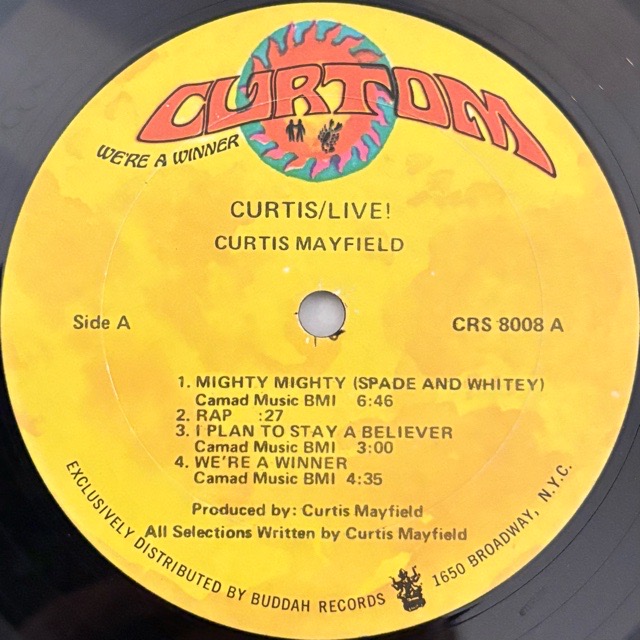 CURTOM
WE'RE A WINNER
CURTIS/LIVE!
CURTIS MAYFIELD
Side A
CRS 8008 A
1. MIGHTY MIGHTY (SPADE AND WHITEY)
Camad Music BMI 6:46
2. RAP :27
3. I PLAN TO STAY A BELIEVER
Camad Music BMI 3:00
4. WE'RE A WINNER
Camad Music BMI 4:35
Produced by: Curtis Mayfield
All Selections Written by Curtis Mayfield
EXCLUSIVELY DISTRIBUTED BY BUDDAH RECORDS 1650 BROADWAY, N.Y.C.